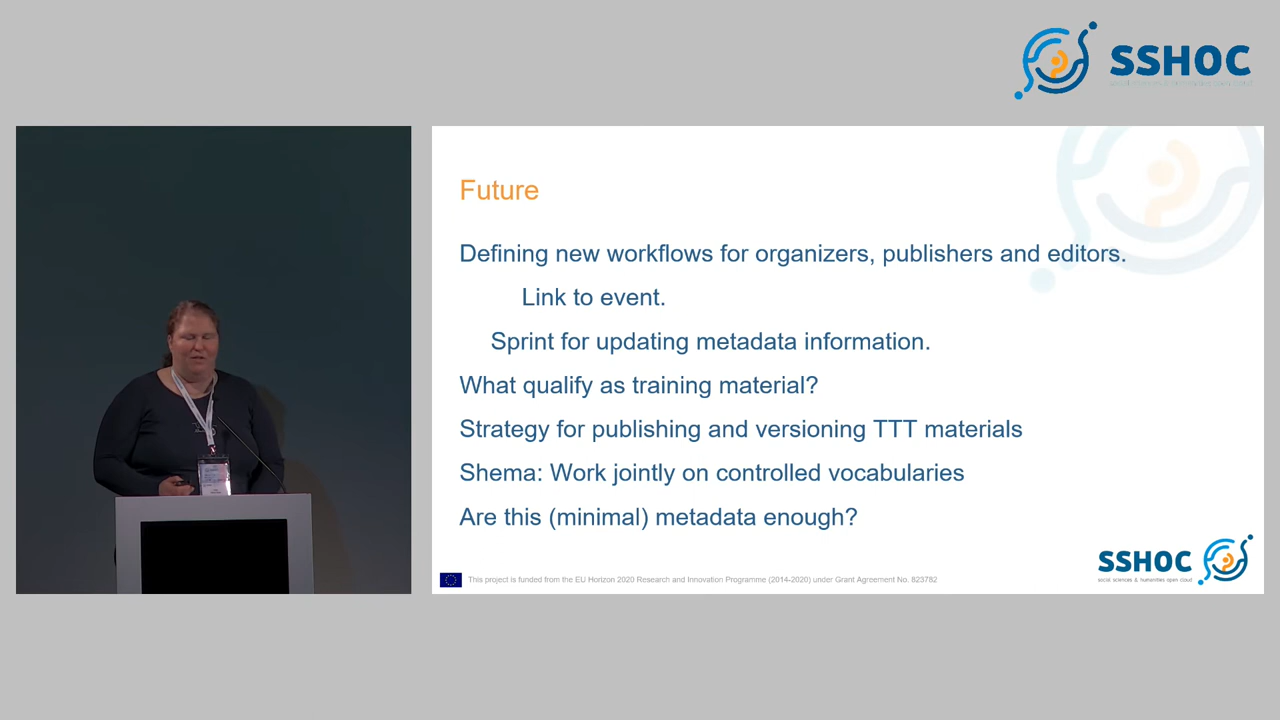 SSHOC
Future
Defining new workflows for organizers, publishers and editors.
Link to event.
Sprint for updating metadata information.
What qualify as training material?
Strategy for publishing and versioning TTT materials
Shema: Work jointly on controlled vocabularies
Are this (minimal) metadata enough?
SSHOC
social sciences & humanities open cloud
This project is funded from the EU Horizon 2020 Research and Innovation Programme (2014-2020) under Grant Agreement No. 823782